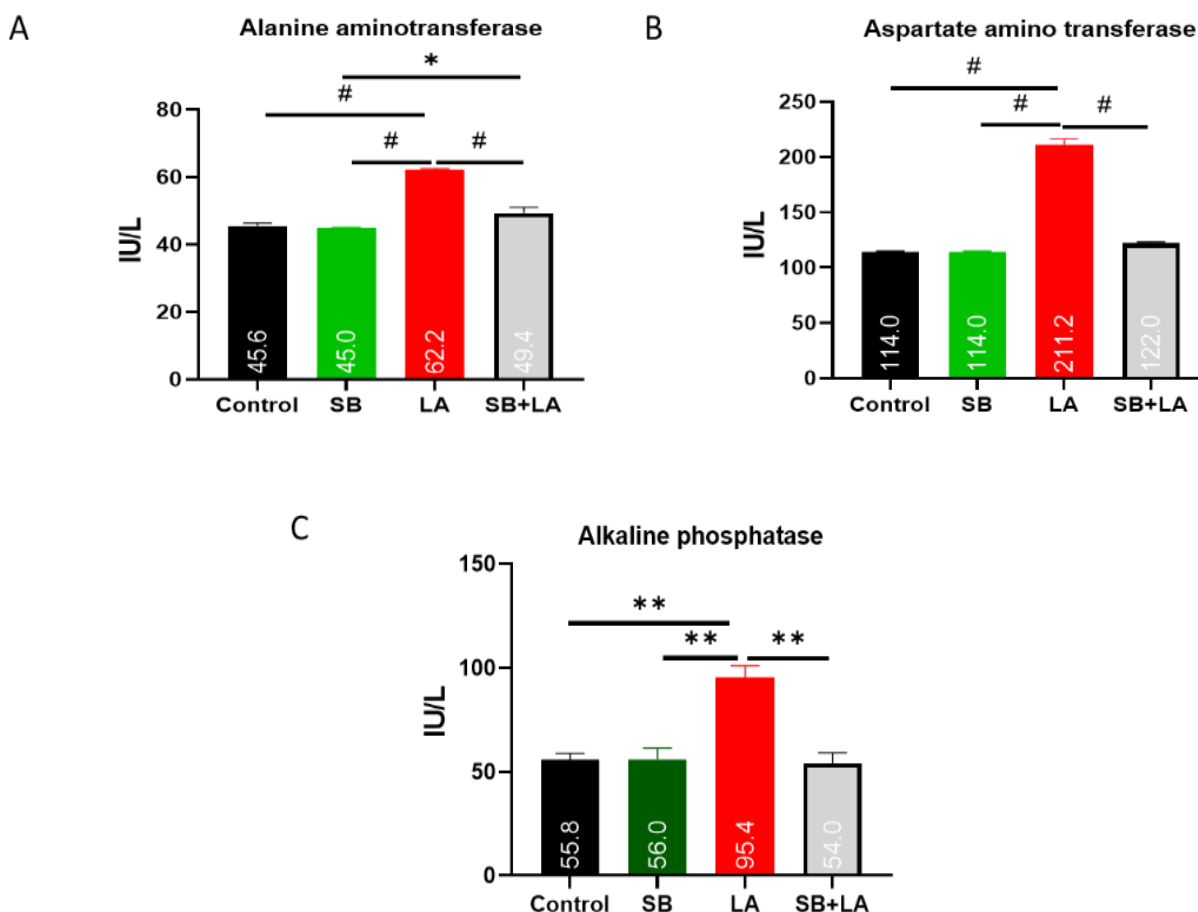 A
Alanine aminotransferase
*
#
# #
80
60
40
20
0
IU/L
45.6 45.0 62.2 49.4
Control SB LA SB+LA
B
Aspartate amino transferase
#
# #
250
200
150
100
50
0
IU/L
114.0 114.0 211.2 122.0
Control SB LA SB+LA
C
Alkaline phosphatase
**
** **
150
100
50
0
IU/L
55.8 56.0 95.4 54.0
Control SB LA SB+LA